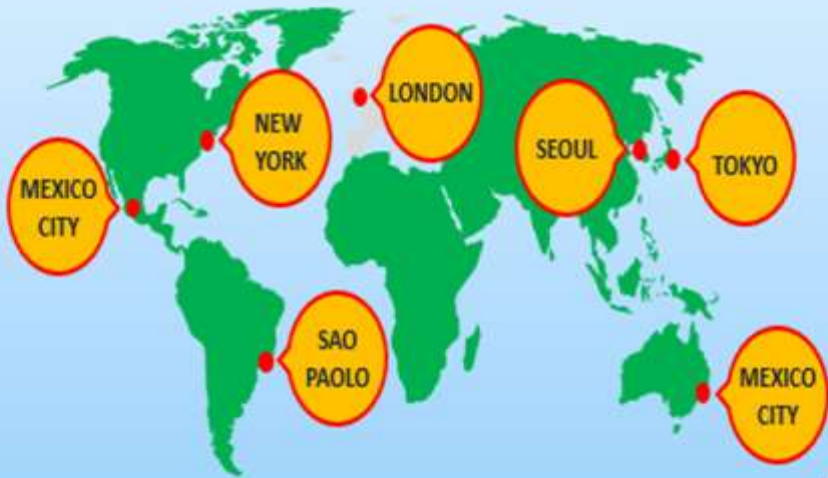 LONDON
NEW
YORK
SEOUL
TOKYO
MEXICO
CITY
SAO
PAOLO
MEXICO
CITY